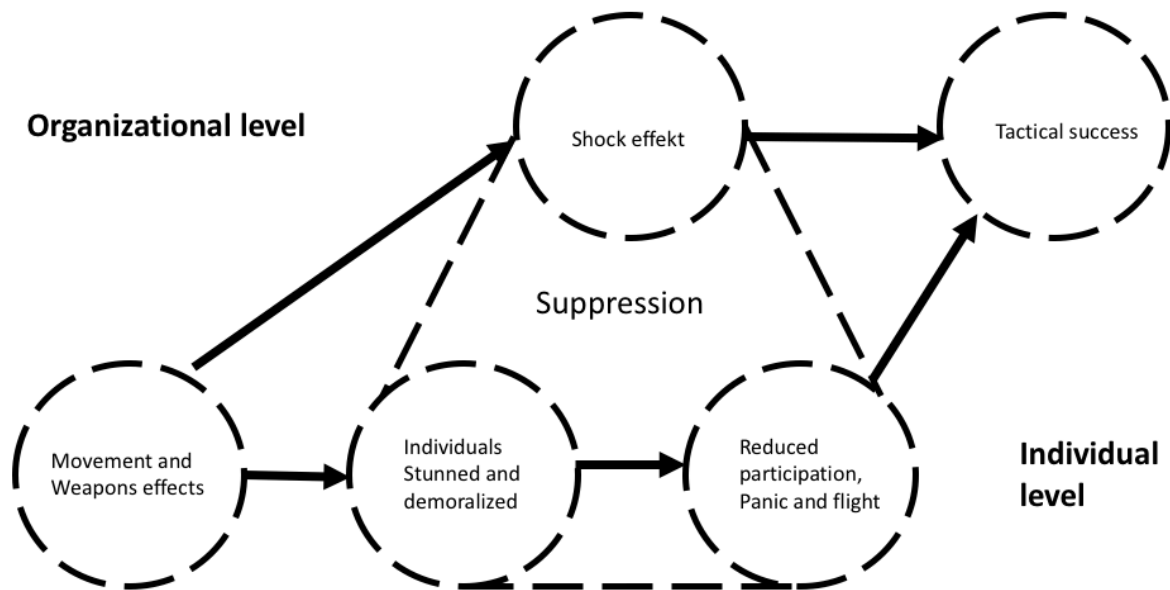 Organizational level
Shock effekt
Tactical success
Suppression
Movement and
Weapons effects
Individuals
Stunned and
demoralized
Reduced
participation,
Panic and flight
Individual
level